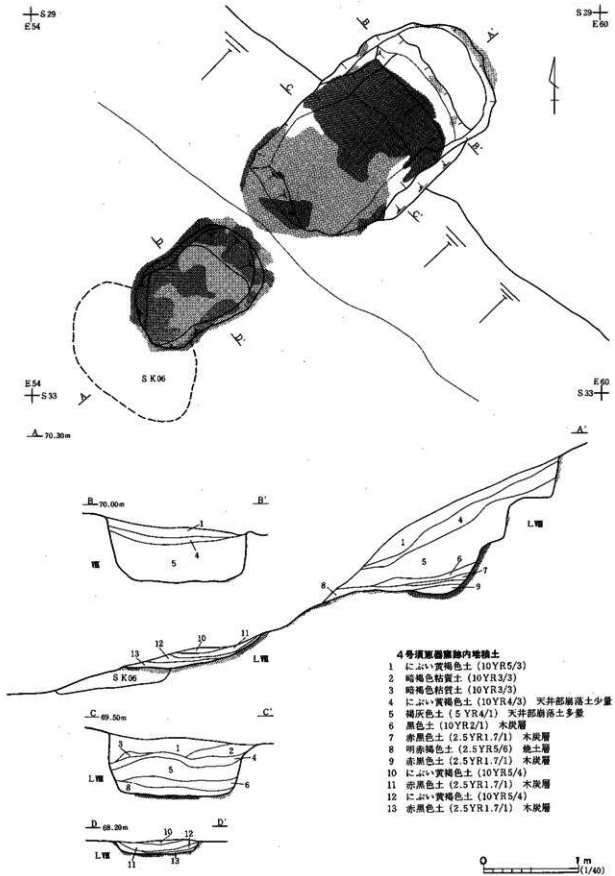 S29
E54
S29
E60
B
A'
C
B'
C'
D
D'
SK06
A
E54
S33
E60
S33
A 70.30m
A'
B 70.00m
B'
1
4
5
Ⅷ
1
4
5
6
7
8
9
LⅧ
10
11
12
13
LⅧ
SK06
C 69.50m
C'
1
2
3
4
5
6
8
LⅧ
D 68.20m
D'
10
12
11
13
LⅧ
4号須恵器窯跡内堆積土
1 にぶい黄褐色土 (10YR5/3)
2 暗褐色粘質土 (10YR3/3)
3 暗褐色粘質土 (10YR3/3)
4 にぶい黄褐色土 (10YR4/3) 天井部崩落土少量
5 褐灰色土 (5YR4/1) 天井部崩落土多量
6 黒色土 (10YR2/1) 木炭層
7 赤黒色土 (2.5YR1.7/1) 木炭層
8 明赤褐色土 (2.5YR5/6) 焼土層
9 赤黒色土 (2.5YR1.7/1) 木炭層
10 にぶい黄褐色土 (10YR5/4)
11 赤黒色土 (2.5YR1.7/1) 木炭層
12 にぶい黄褐色土 (10YR5/4)
13 赤黒色土 (2.5YR1.7/1) 木炭層
0 1m
(1/40)